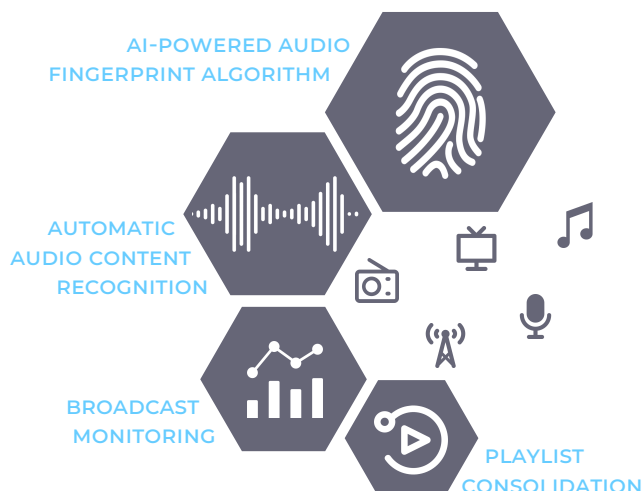 AI-POWERED AUDIO
FINGERPRINT ALGORITHM
AUTOMATIC
AUDIO CONTENT
RECOGNITION
BROADCAST
MONITORING
PLAYLIST
CONSOLIDATION